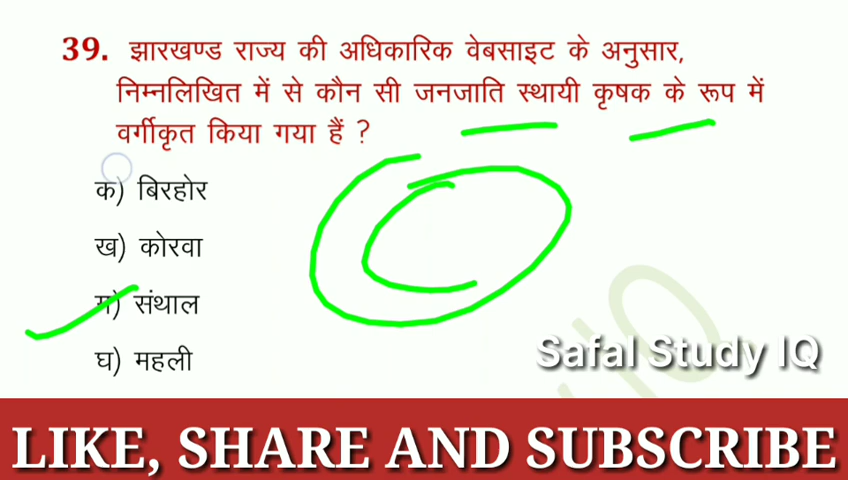 39. झारखण्ड राज्य की अधिकारिक वेबसाइट के अनुसार,
निम्नलिखित में से कौन सी जनजाति स्थायी कृषक के रूप में
वर्गीकृत किया गया हैं ?
क) बिरहोर
ख) कोरवा
ग) संथाल
घ) महली
Safal Study IQ
LIKE, SHARE AND SUBSCRIBE